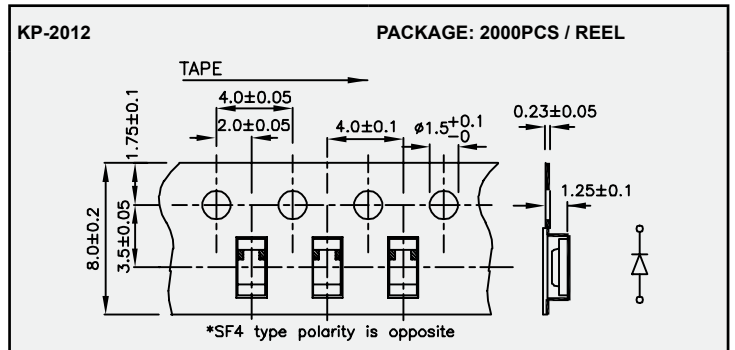 KP-2012 PACKAGE: 2000PCS / REEL
TAPE
4.0±0.05
2.0±0.05
4.0±0.1
ø1.5+0.1 -0
0.23±0.05
1.75±0.1
1.25±0.1
8.0±0.2
3.5±0.05
*SF4 type polarity is opposite